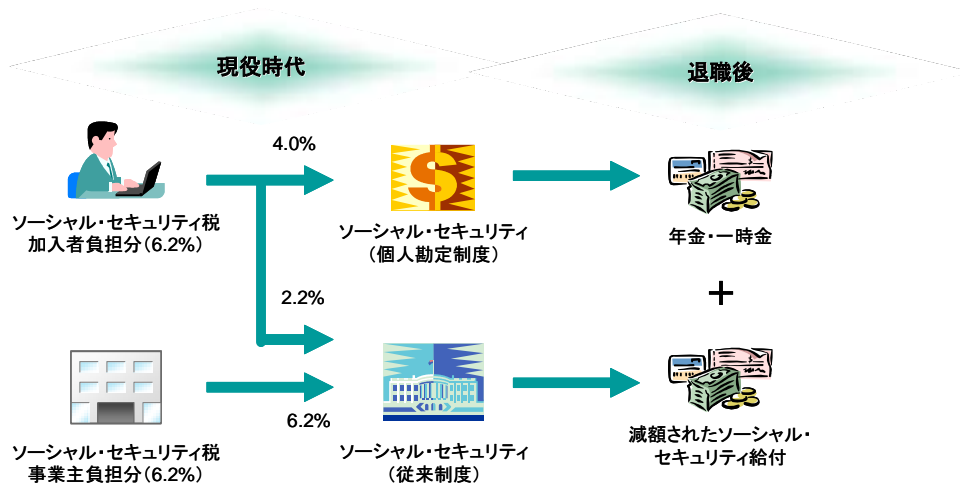 現役時代
退職後
4.0%
ソーシャル・セキュリティ税
加入者負担分(6.2%)
ソーシャル・セキュリティ
(個人勘定制度)
年金・一時金
2.2%
+
6.2%
ソーシャル・セキュリティ税
事業主負担分(6.2%)
ソーシャル・セキュリティ
(従来制度)
減額されたソーシャル・
セキュリティ給付